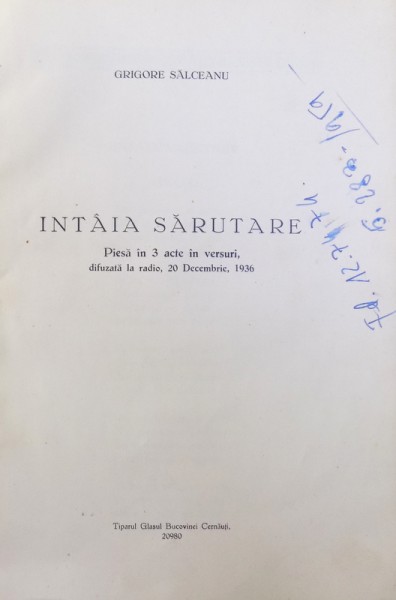 GRIGORE SĂLCEANU
INTÂIA SĂRUTARE
Piesă în 3 acte în versuri,
difuzată la radio, 20 Decembrie, 1936
Tiparul Glasul Bucovinei Cernăuți,
20980